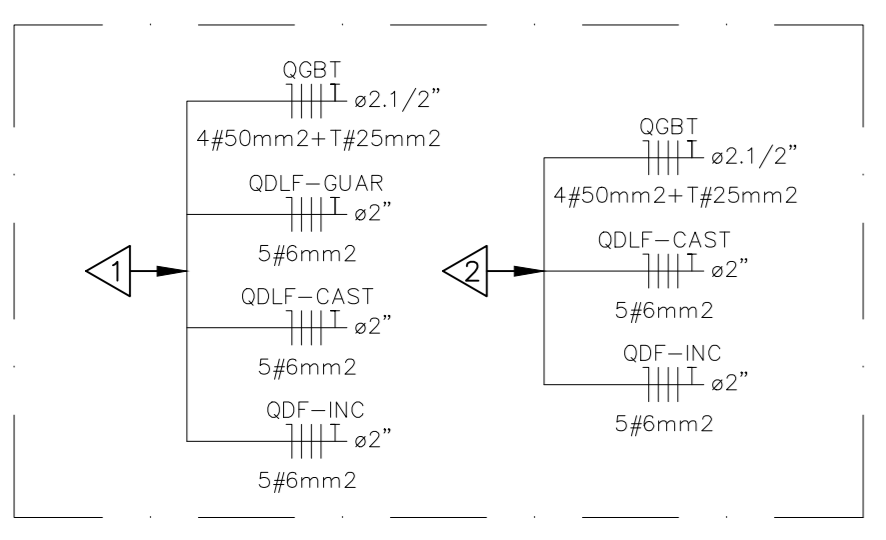 QGBT
ø2.1/2”
4#50mm2+T#25mm2
QDLF-GUAR
ø2”
5#6mm2
1
QDLF-CAST
ø2”
5#6mm2
QDF-INC
ø2”
5#6mm2
QGBT
ø2.1/2”
4#50mm2+T#25mm2
QDLF-CAST
2
ø2”
5#6mm2
QDF-INC
ø2”
5#6mm2